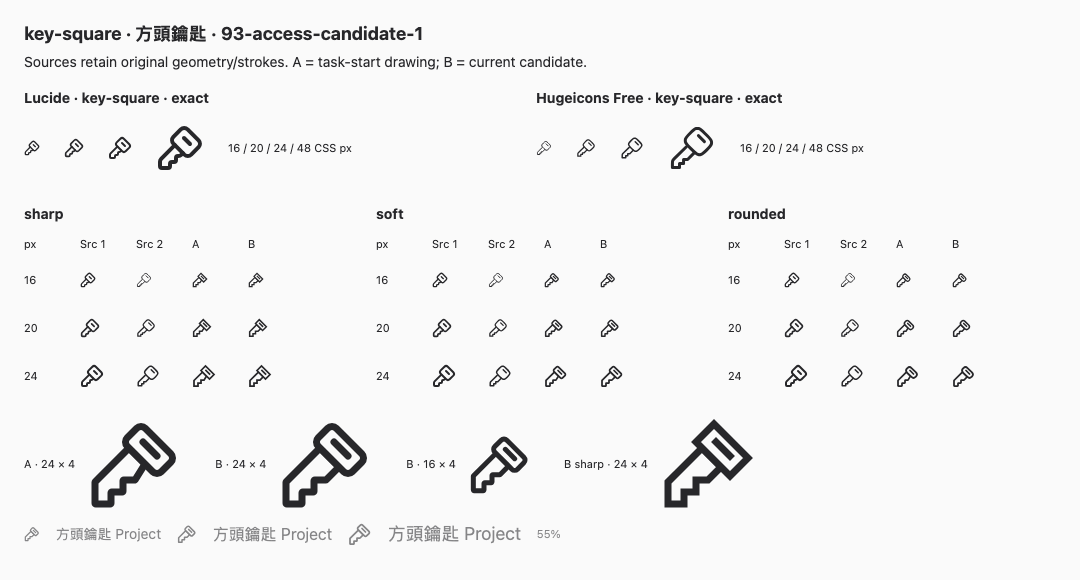 key-square · 方頭鑰匙 · 93-access-candidate-1
Sources retain original geometry/strokes. A = task-start drawing; B = current candidate.
Lucide · key-square · exact
Hugeicons Free · key-square · exact
16 / 20 / 24 / 48 CSS px
16 / 20 / 24 / 48 CSS px
sharp
soft
rounded
px Src 1 Src 2 A B
px Src 1 Src 2 A B
px Src 1 Src 2 A B
16
16
16
20
20
20
24
24
24
A · 24 × 4
B · 24 × 4
B · 16 × 4
B sharp · 24 × 4
方頭鑰匙 Project
方頭鑰匙 Project
方頭鑰匙 Project
55%